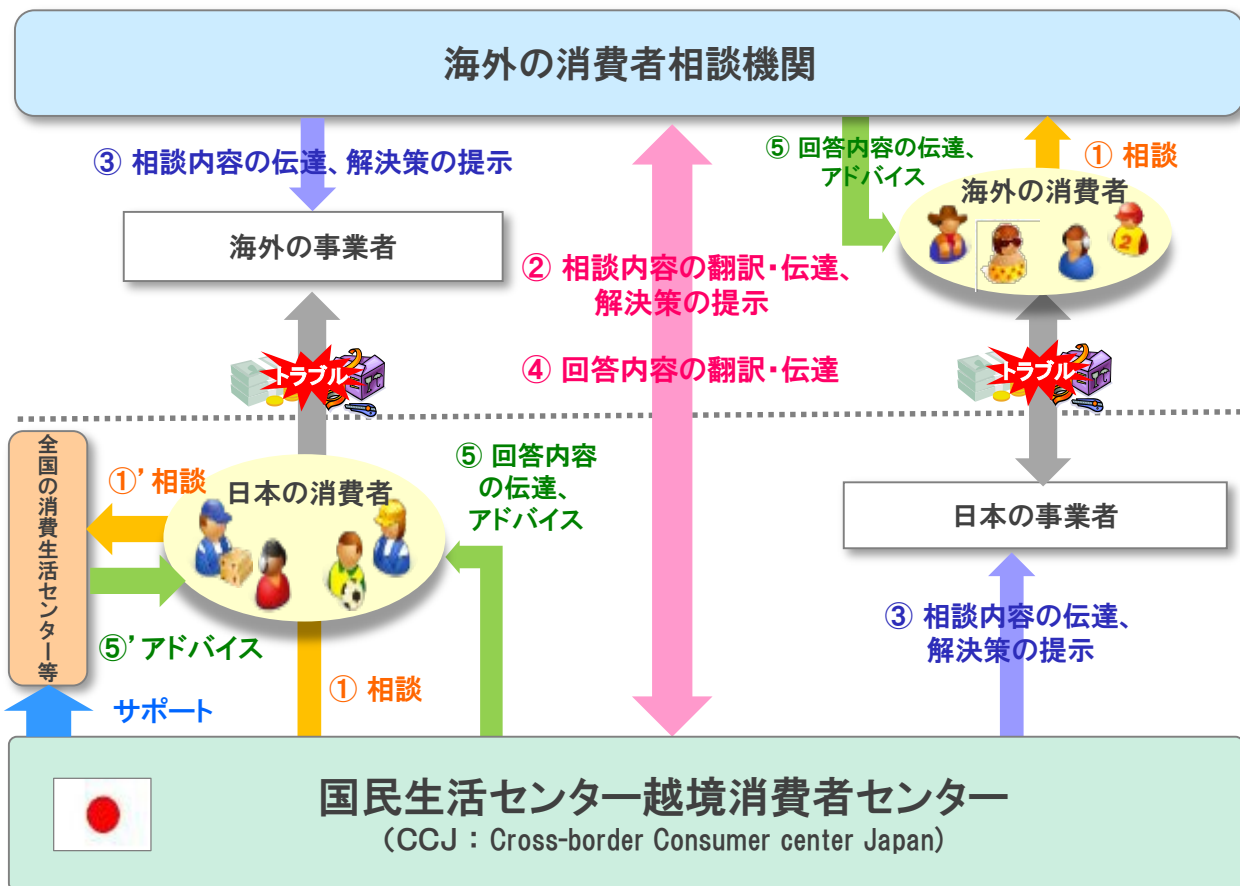 海外の消費者相談機関
③ 相談内容の伝達、解決策の提示
⑤ 回答内容の伝達、
アドバイス
① 相談
海外の消費者
2
海外の事業者
② 相談内容の翻訳・伝達、
解決策の提示
④ 回答内容の翻訳・伝達
トラブル
トラブル
全国の消費生活センター等
①’ 相談
日本の消費者
⑤ 回答内容
の伝達、
アドバイス
日本の事業者
⑤’ アドバイス
③ 相談内容の伝達、
解決策の提示
① 相談
サポート
国民生活センター越境消費者センター
(CCJ : Cross-border Consumer center Japan)